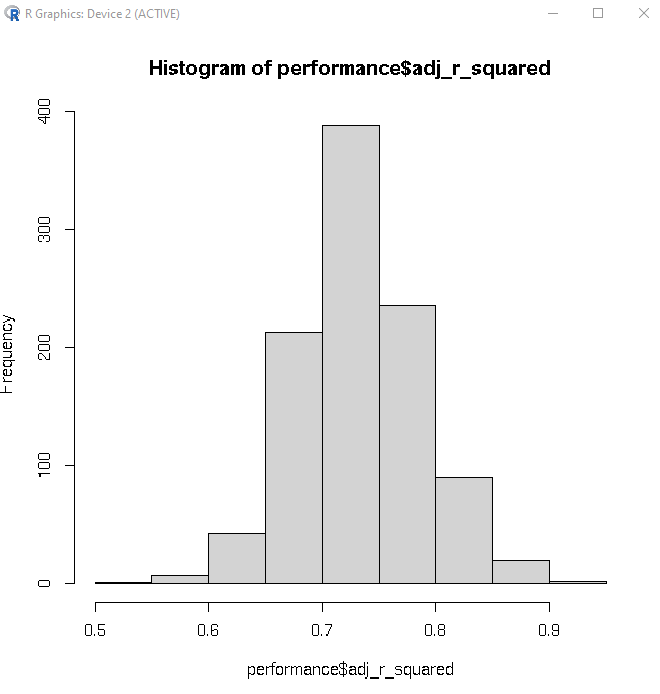 R Graphics: Device 2 (ACTIVE)
Histogram of performance$adj_r_squared
400
300
200
100
0
Frequency
0.5 0.6 0.7 0.8 0.9
performance$adj_r_squared